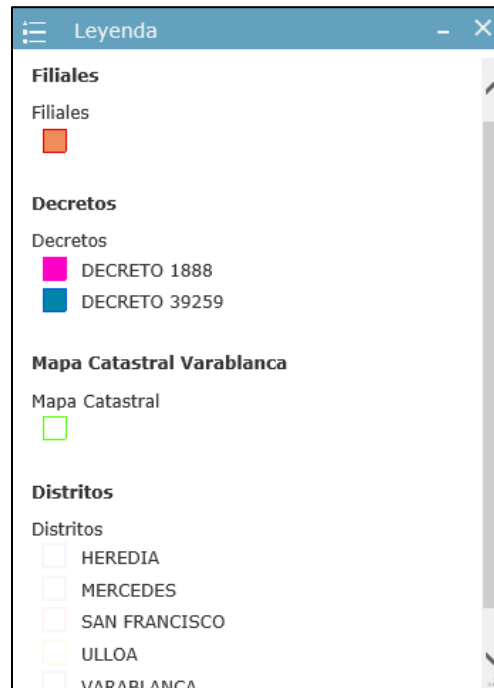 Leyenda
Filiales
Filiales
Decretos
Decretos
DECRETO 1888
DECRETO 39259
Mapa Catastral Varablanca
Mapa Catastral
Distritos
Distritos
HEREDIA
MERCEDES
SAN FRANCISCO
ULLOA
VARABLANCA